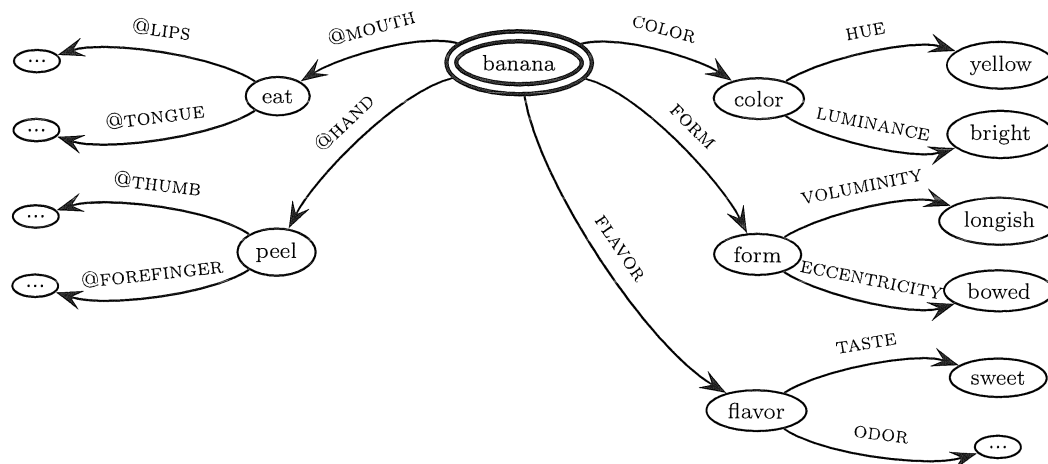 @LIPS
...
@TONGUE
...
eat
@MOUTH
@THUMB
...
@FOREFINGER
...
peel
@HAND
banana
COLOR
color
HUE
yellow
LUMINANCE
bright
FORM
form
VOLUMINITY
longish
ECCENTRICITY
bowed
FLAVOR
flavor
TASTE
sweet
ODOR
...